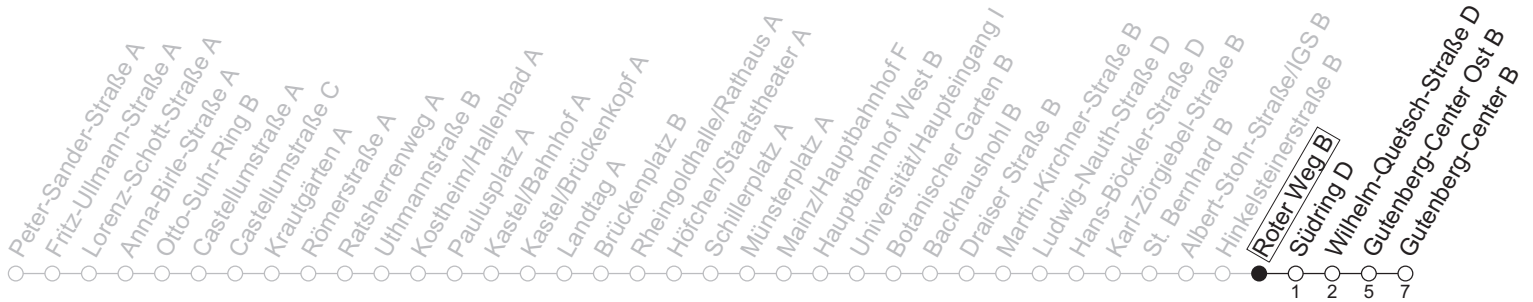 Peter-Sander-Straße A
Fritz-Ullmann-Straße A
Lorenz-Schott-Straße A
Anna-Birle-Straße A
Otto-Suhr-Ring B
Castellumstraße A
Castellumstraße C
Krautgärten A
Römerstraße A
Ratsherrenweg A
Uthmannstraße B
Kostheim/Hallenbad A
Paulusplatz A
Kastel/Bahnhof A
Kastel/Brückenkopf A
Landtag A
Brückenplatz B
Rheingoldhalle/Rathaus A
Höfchen/Staatstheater A
Schillerplatz A
Münsterplatz A
Mainz/Hauptbahnhof F
Hauptbahnhof West B
Universität/Haupteingang I
Botanischer Garten B
Backhaushohl B
Draiser Straße B
Martin-Kirchner-Straße B
Ludwig-Nauth-Straße D
Hans-Böckler-Straße D
Karl-Zörgiebel-Straße B
St. Bernhard B
Albert-Stohr-Straße/IGS B
Hinkelsteinerstraße B
Roter Weg B
Südring D
Wilhelm-Quetsch-Straße D
Gutenberg-Center Ost B
Gutenberg-Center B
1 2 5 7